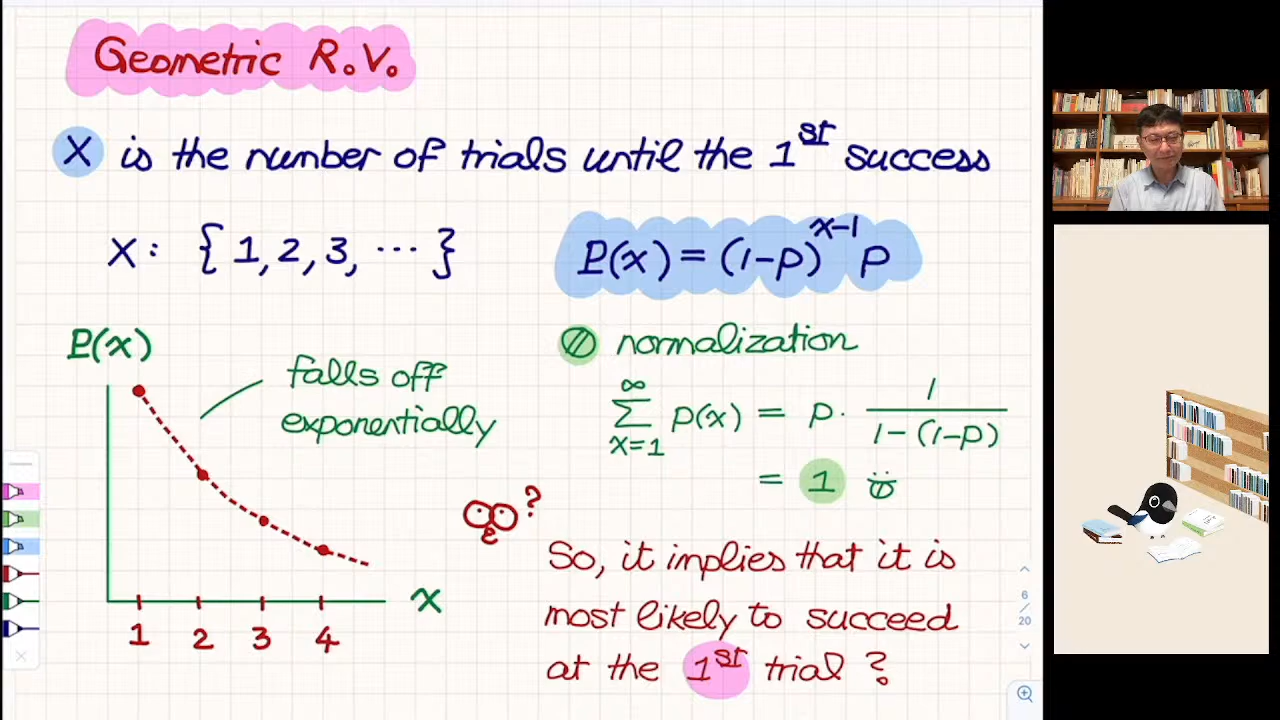 Geometric R.V.
X is the number of trials until the 1st success
X: {1, 2, 3, ⋯}
P(x) = (1-p)^{x-1} p
P(x)
falls off
exponentially
1 2 3 4
x
normalization
∑_{x=1}^{∞} p(x) = p · 1/(1-(1-p))
= 1
?
So, it implies that it is
most likely to succeed
at the 1st trial ?
6
/
20